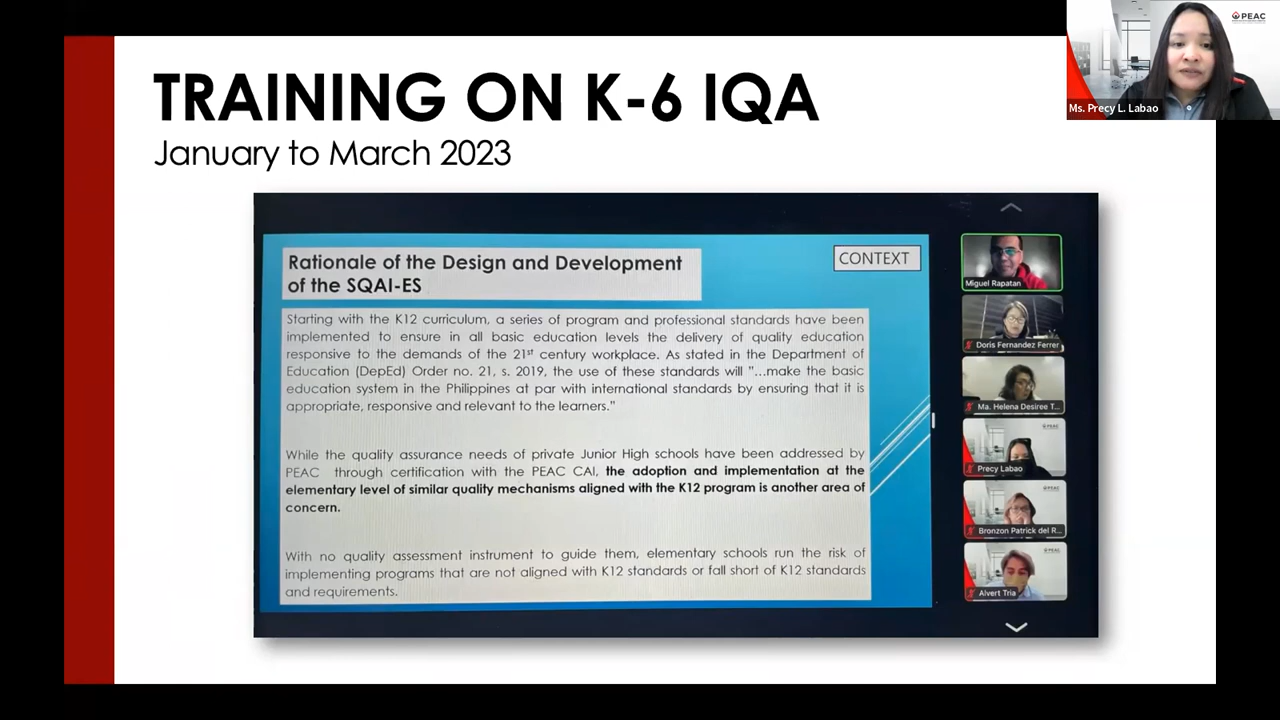 TRAINING ON K-6 IQA
January to March 2023
PEAC
Ms. Precy L. Labao
Rationale of the Design and Development
of the SQAI-ES
CONTEXT
Starting with the K12 curriculum, a series of program and professional standards have been
implemented to ensure in all basic education levels the delivery of quality education
responsive to the demands of the 21st century workplace. As stated in the Department of
Education (DepEd) Order no. 21, s. 2019, the use of these standards will "...make the basic
education system in the Philippines at par with international standards by ensuring that it is
appropriate, responsive and relevant to the learners."
While the quality assurance needs of private Junior High schools have been addressed by
PEAC through certification with the PEAC CAI, the adoption and implementation at the
elementary level of similar quality mechanisms aligned with the K12 program is another area of
concern.
With no quality assessment instrument to guide them, elementary schools run the risk of
implementing programs that are not aligned with K12 standards or fall short of K12 standards
and requirements.
Miguel Rapatan
Doris Fernandez Ferrer
Ma. Helena Desiree T...
Precy Labao
Bronzon Patrick del R...
Alvert Tria